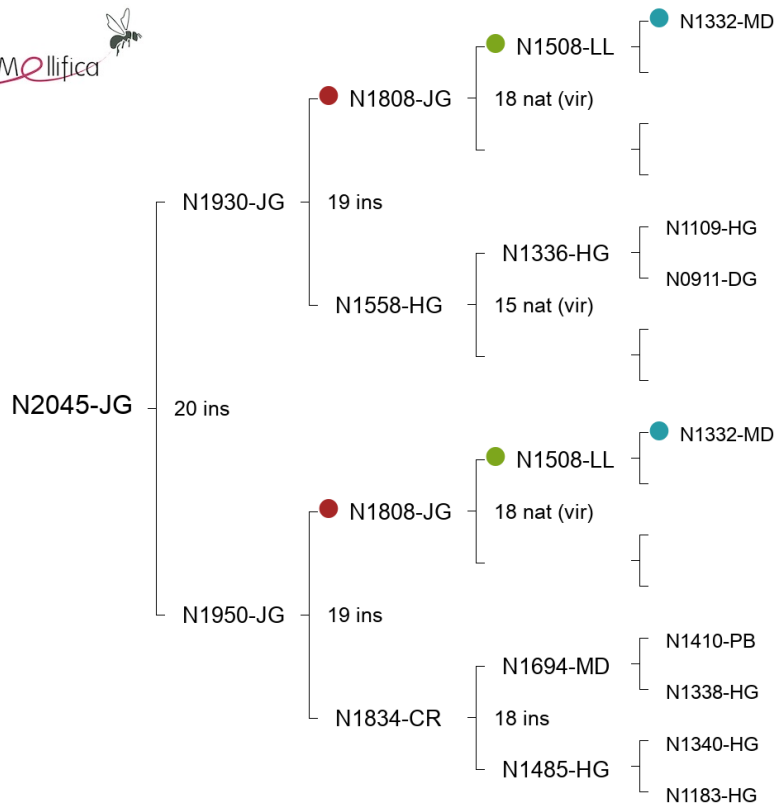 N1332-MD
N1508-LL
Mellifica
N1808-JG
18 nat (vir)
N1930-JG
19 ins
N1109-HG
N1336-HG
N0911-DG
N1558-HG
15 nat (vir)
N2045-JG
20 ins
N1332-MD
N1508-LL
N1808-JG
18 nat (vir)
N1950-JG
19 ins
N1410-PB
N1694-MD
N1338-HG
N1834-CR
18 ins
N1340-HG
N1485-HG
N1183-HG